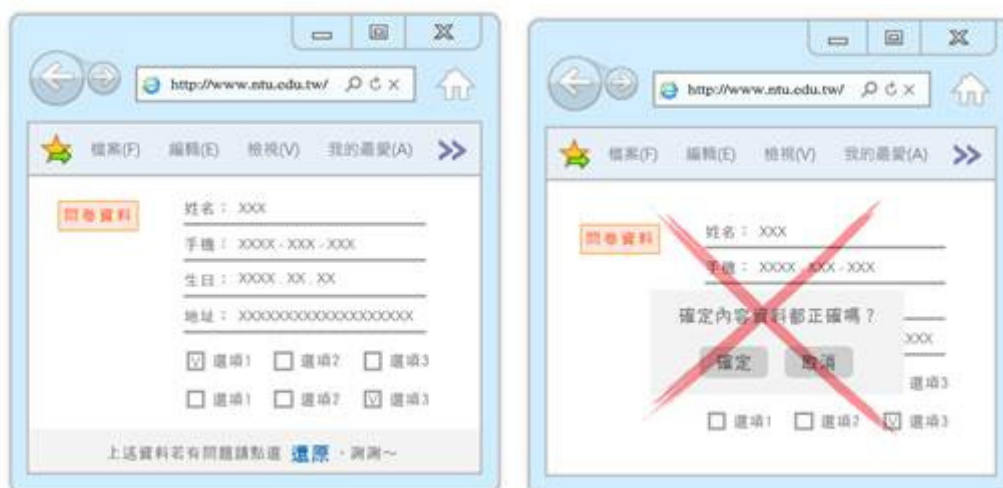 http://www.ntu.edu.tw/
檔案(F) 編輯(E) 檢視(V) 我的最愛(A)
問卷資料
姓名： XXX
手機： XXXX - XXX - XXX
生日： XXXX . XX . XX
地址： XXXXXXXXXXXXXXXXXXX
V 選項1 選項2 選項3
選項1 選項2 V 選項3
上述資料若有問題請點選 還原 ，謝謝～
http://www.ntu.edu.tw/
檔案(F) 編輯(E) 檢視(V) 我的最愛(A)
問卷資料
姓名： XXX
手機： XXXX - XXX - XXX
確定內容資料都正確嗎？
XXX
確定 取消
選項3
選項1 選項2 V 選項3